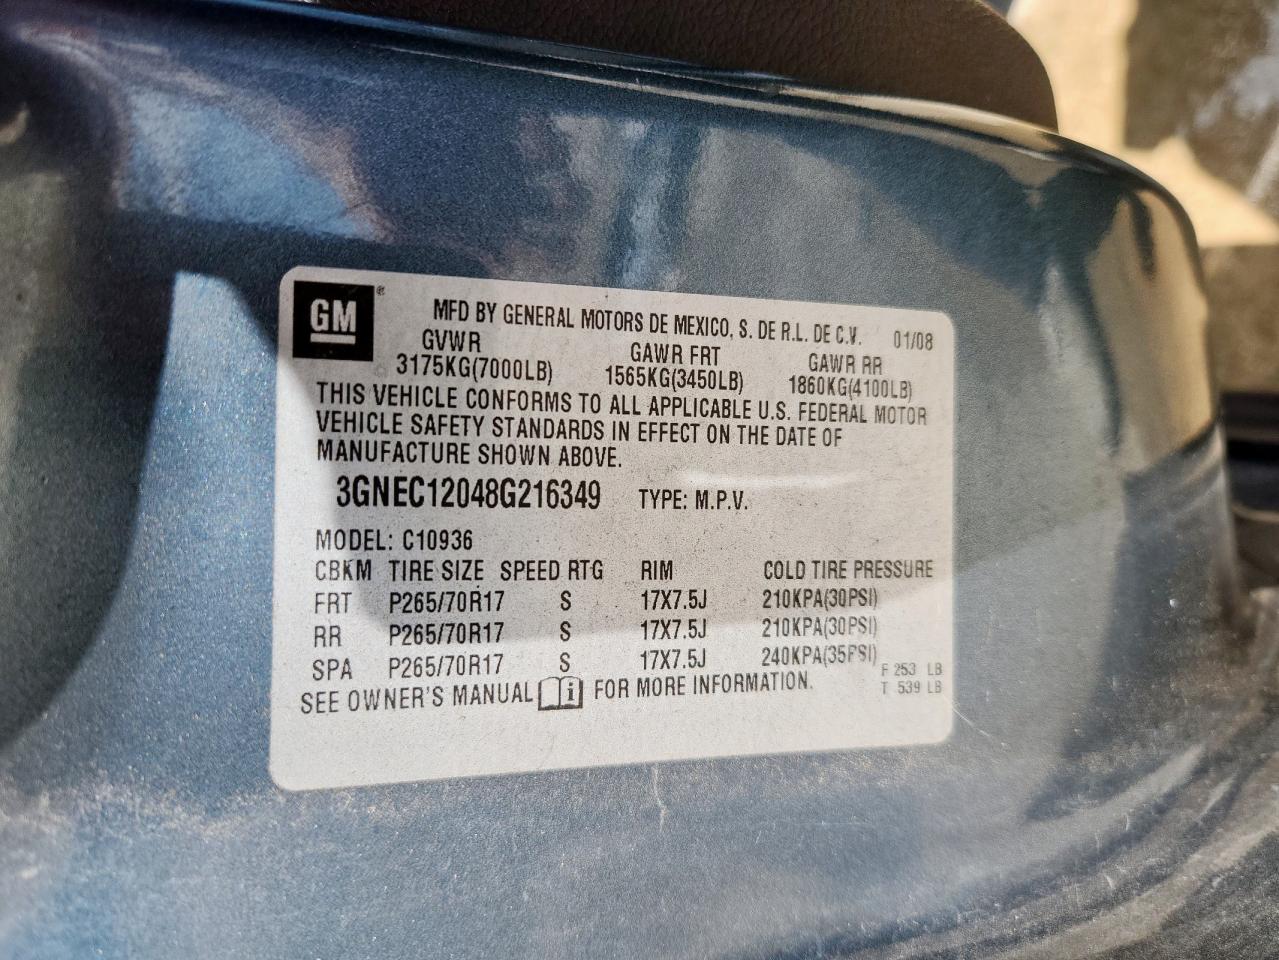 GM ®
MFD BY GENERAL MOTORS DE MEXICO, S. DE R.L. DE C.V. 01/08
GVWR GAWR FRT GAWR RR
3175KG(7000LB) 1565KG(3450LB) 1860KG(4100LB)
THIS VEHICLE CONFORMS TO ALL APPLICABLE U.S. FEDERAL MOTOR
VEHICLE SAFETY STANDARDS IN EFFECT ON THE DATE OF
MANUFACTURE SHOWN ABOVE.
3GNEC12048G216349 TYPE: M.P.V.
MODEL: C10936
CBKM TIRE SIZE SPEED RTG RIM COLD TIRE PRESSURE
FRT P265/70R17 S 17X7.5J 210KPA(30PSI)
RR P265/70R17 S 17X7.5J 210KPA(30PSI)
SPA P265/70R17 S 17X7.5J 240KPA(35PSI)
F 253 LB
T 539 LB
SEE OWNER'S MANUAL i FOR MORE INFORMATION.